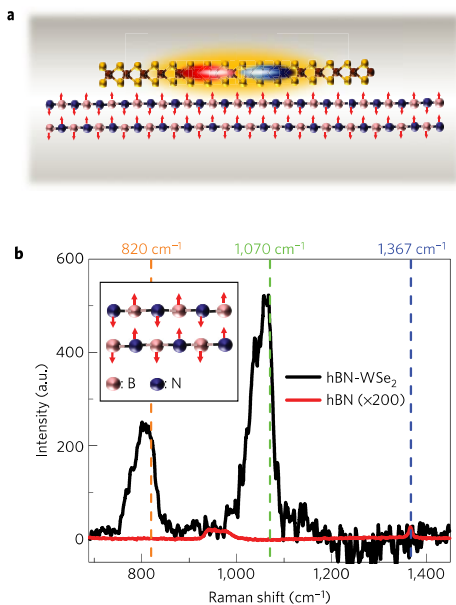 a
b
820 cm⁻¹ 1,070 cm⁻¹ 1,367 cm⁻¹
600
400
200
0
Intensity (a.u.)
: B : N
hBN-WSe₂
hBN (×200)
800 1,000 1,200 1,400
Raman shift (cm⁻¹)